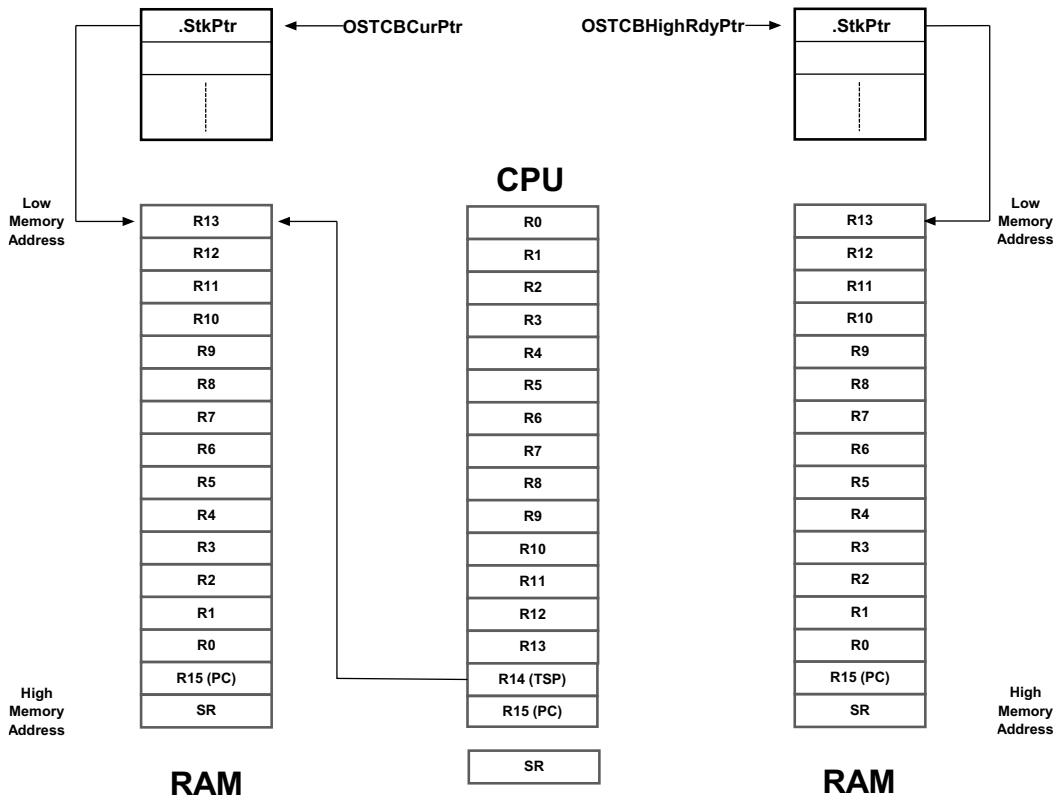 .StkPtr
OSTCBCurPtr
OSTCBHighRdyPtr
.StkPtr
CPU
Low
Memory
Address
R13
R12
R11
R10
R9
R8
R7
R6
R5
R4
R3
R2
R1
R0
R15 (PC)
SR
High
Memory
Address
RAM
R0
R1
R2
R3
R4
R5
R6
R7
R8
R9
R10
R11
R12
R13
R14 (TSP)
R15 (PC)
SR
R13
R12
R11
R10
R9
R8
R7
R6
R5
R4
R3
R2
R1
R0
R15 (PC)
SR
Low
Memory
Address
High
Memory
Address
RAM